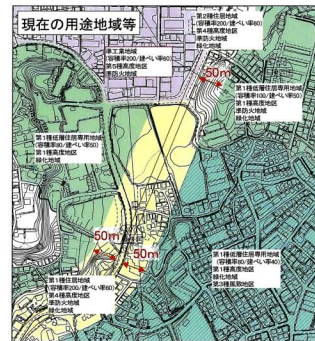 現在の用途地域等
準工業地域
(容積率200/建ぺい率60)
第5種高度地区
準防火地域
第2種住居地域
(容積率200/建ぺい率60)
第4種高度地区
準防火地域
緑化地域
50m
第1種低層住居専用地域
(容積率100/建ぺい率50)
第1種高度地区
準防火地域
緑化地域
第1種低層住居専用地域
(容積率80/建ぺい率50)
第1種高度地区
緑化地域
50m
50m
第1種住居地域
(容積率200/建ぺい率60)
第4種高度地区
準防火地域
緑化地域
第1種低層住居専用地域
(容積率80/建ぺい率40)
第1種高度地区
緑化地域
第3種風致地区